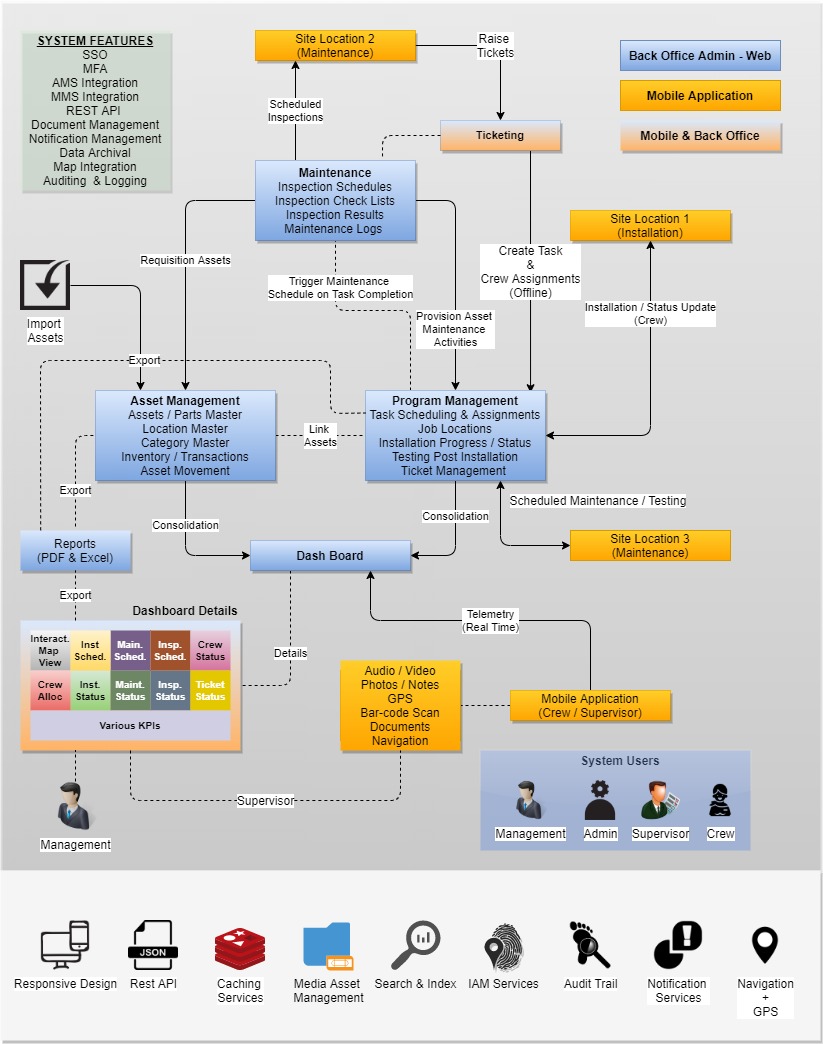 SYSTEM FEATURES
SSO
MFA
AMS Integration
MMS Integration
REST API
Document Management
Notification Management
Data Archival
Map Integration
Auditing & Logging
Site Location 2
(Maintenance)
Raise
Tickets
Back Office Admin - Web
Mobile Application
Mobile & Back Office
Scheduled
Inspections
Ticketing
Maintenance
Inspection Schedules
Inspection Check Lists
Inspection Results
Maintenance Logs
Site Location 1
(Installation)
Requisition Assets
Create Task
&
Crew Assignments
(Offline)
Trigger Maintenance
Schedule on Task Completion
Import
Assets
Provision Asset
Maintenance
Activities
Installation / Status Update
(Crew)
Export
Asset Management
Assets / Parts Master
Location Master
Category Master
Inventory / Transactions
Asset Movement
Link
Assets
Program Management
Task Scheduling & Assignments
Job Locations
Installation Progress / Status
Testing Post Installation
Ticket Management
Export
Consolidation
Consolidation
Scheduled Maintenance / Testing
Reports
(PDF & Excel)
Dash Board
Site Location 3
(Maintenance)
Export
Dashboard Details
Telemetry
(Real Time)
Interact.
Map
View
Inst
Sched.
Main.
Sched.
Insp.
Sched.
Crew
Status
Crew
Alloc
Inst.
Status
Maint.
Status
Insp.
Status
Ticket
Status
Various KPIs
Details
Audio / Video
Photos / Notes
GPS
Bar-code Scan
Documents
Navigation
Mobile Application
(Crew / Supervisor)
Supervisor
Management
System Users
Management
Admin
Supervisor
Crew
JSON
Responsive Design
Rest API
Caching
Services
Media Asset
Management
Search & Index
IAM Services
Audit Trail
Notification
Services
Navigation
+
GPS